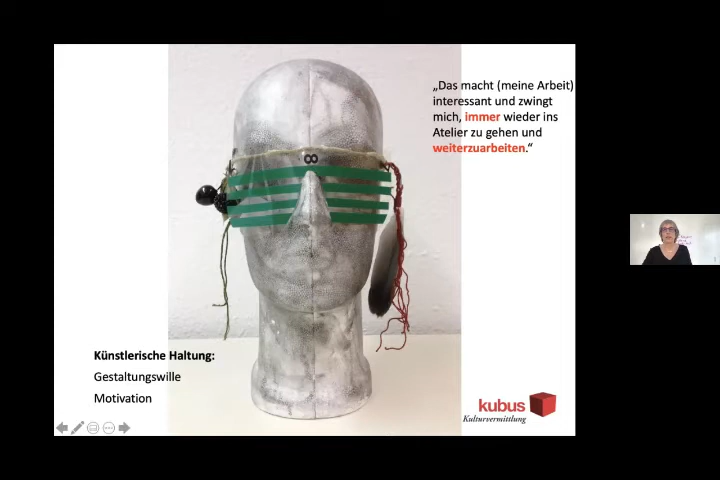 „Das macht (meine Arbeit)
interessant und zwingt
mich, immer wieder ins
Atelier zu gehen und
weiterzuarbeiten.“
8
Künstlerische Haltung:
Gestaltungswille
Motivation
kubus
Kulturvermittlung